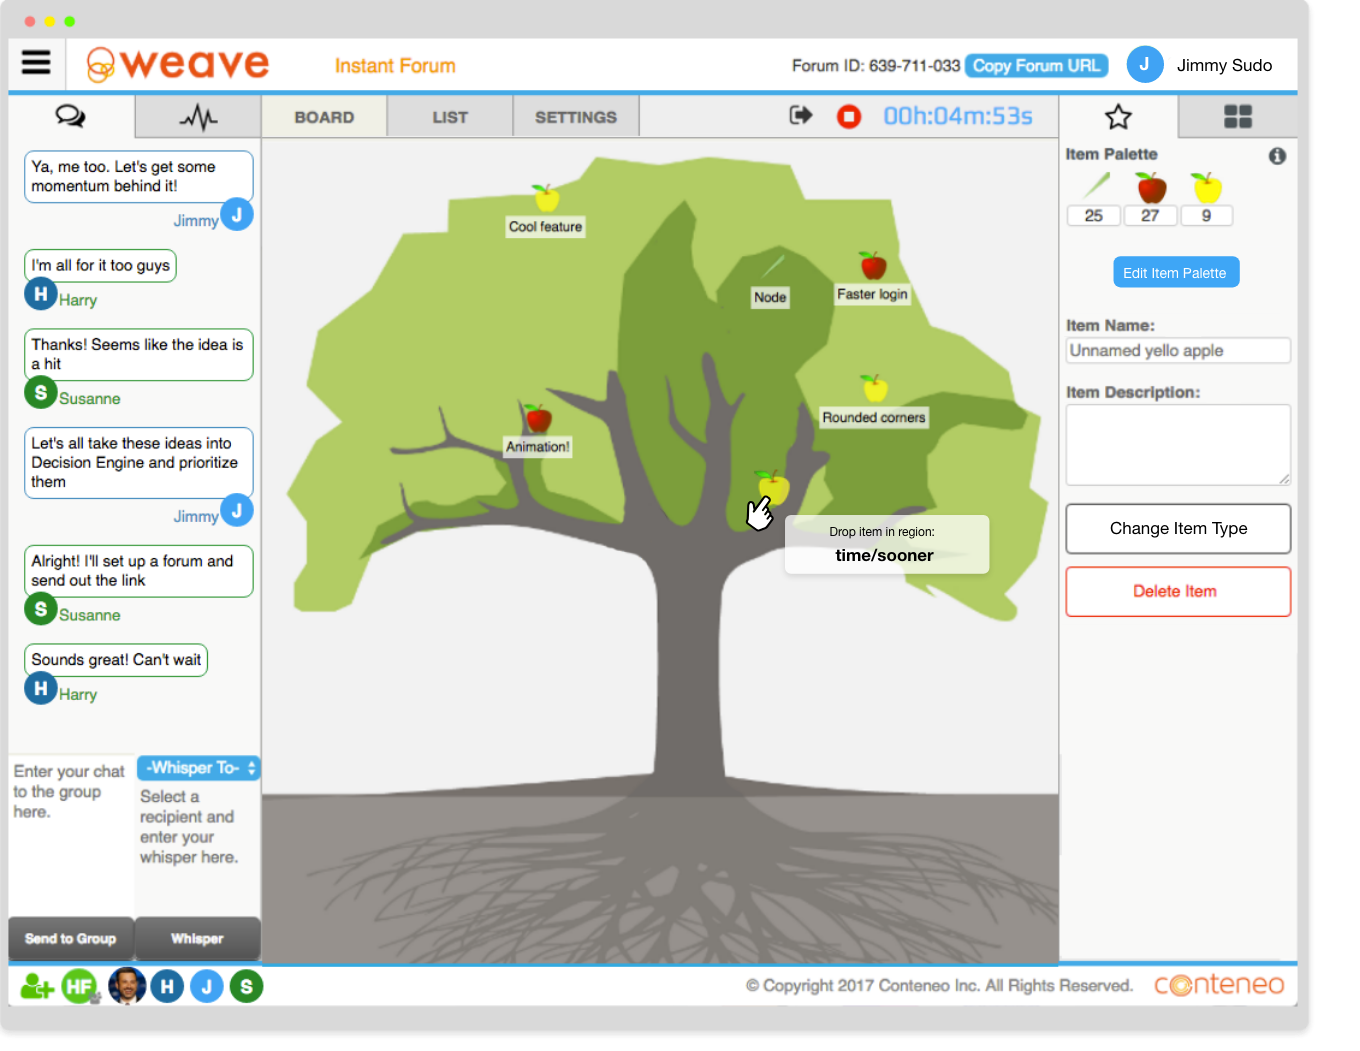 weave
Instant Forum
Forum ID: 639-711-033
Copy Forum URL
J
Jimmy Sudo
BOARD
LIST
SETTINGS
00h:04m:53s
Ya, me too. Let's get some
momentum behind it!
Jimmy
J
I'm all for it too guys
H
Harry
Thanks! Seems like the idea is
a hit
S
Susanne
Let's all take these ideas into
Decision Engine and prioritize
them
Jimmy
J
Alright! I'll set up a forum and
send out the link
S
Susanne
Sounds great! Can't wait
H
Harry
Enter your chat
to the group
here.
-Whisper To-
Select a
recipient and
enter your
whisper here.
Send to Group
Whisper
Cool feature
Node
Faster login
Rounded corners
Animation!
Drop item in region:
time/sooner
Item Palette
25
27
9
Edit Item Palette
Item Name:
Unnamed yello apple
Item Description:
Change Item Type
Delete Item
HF
H
J
S
© Copyright 2017 Conteneo Inc. All Rights Reserved.
conteneo